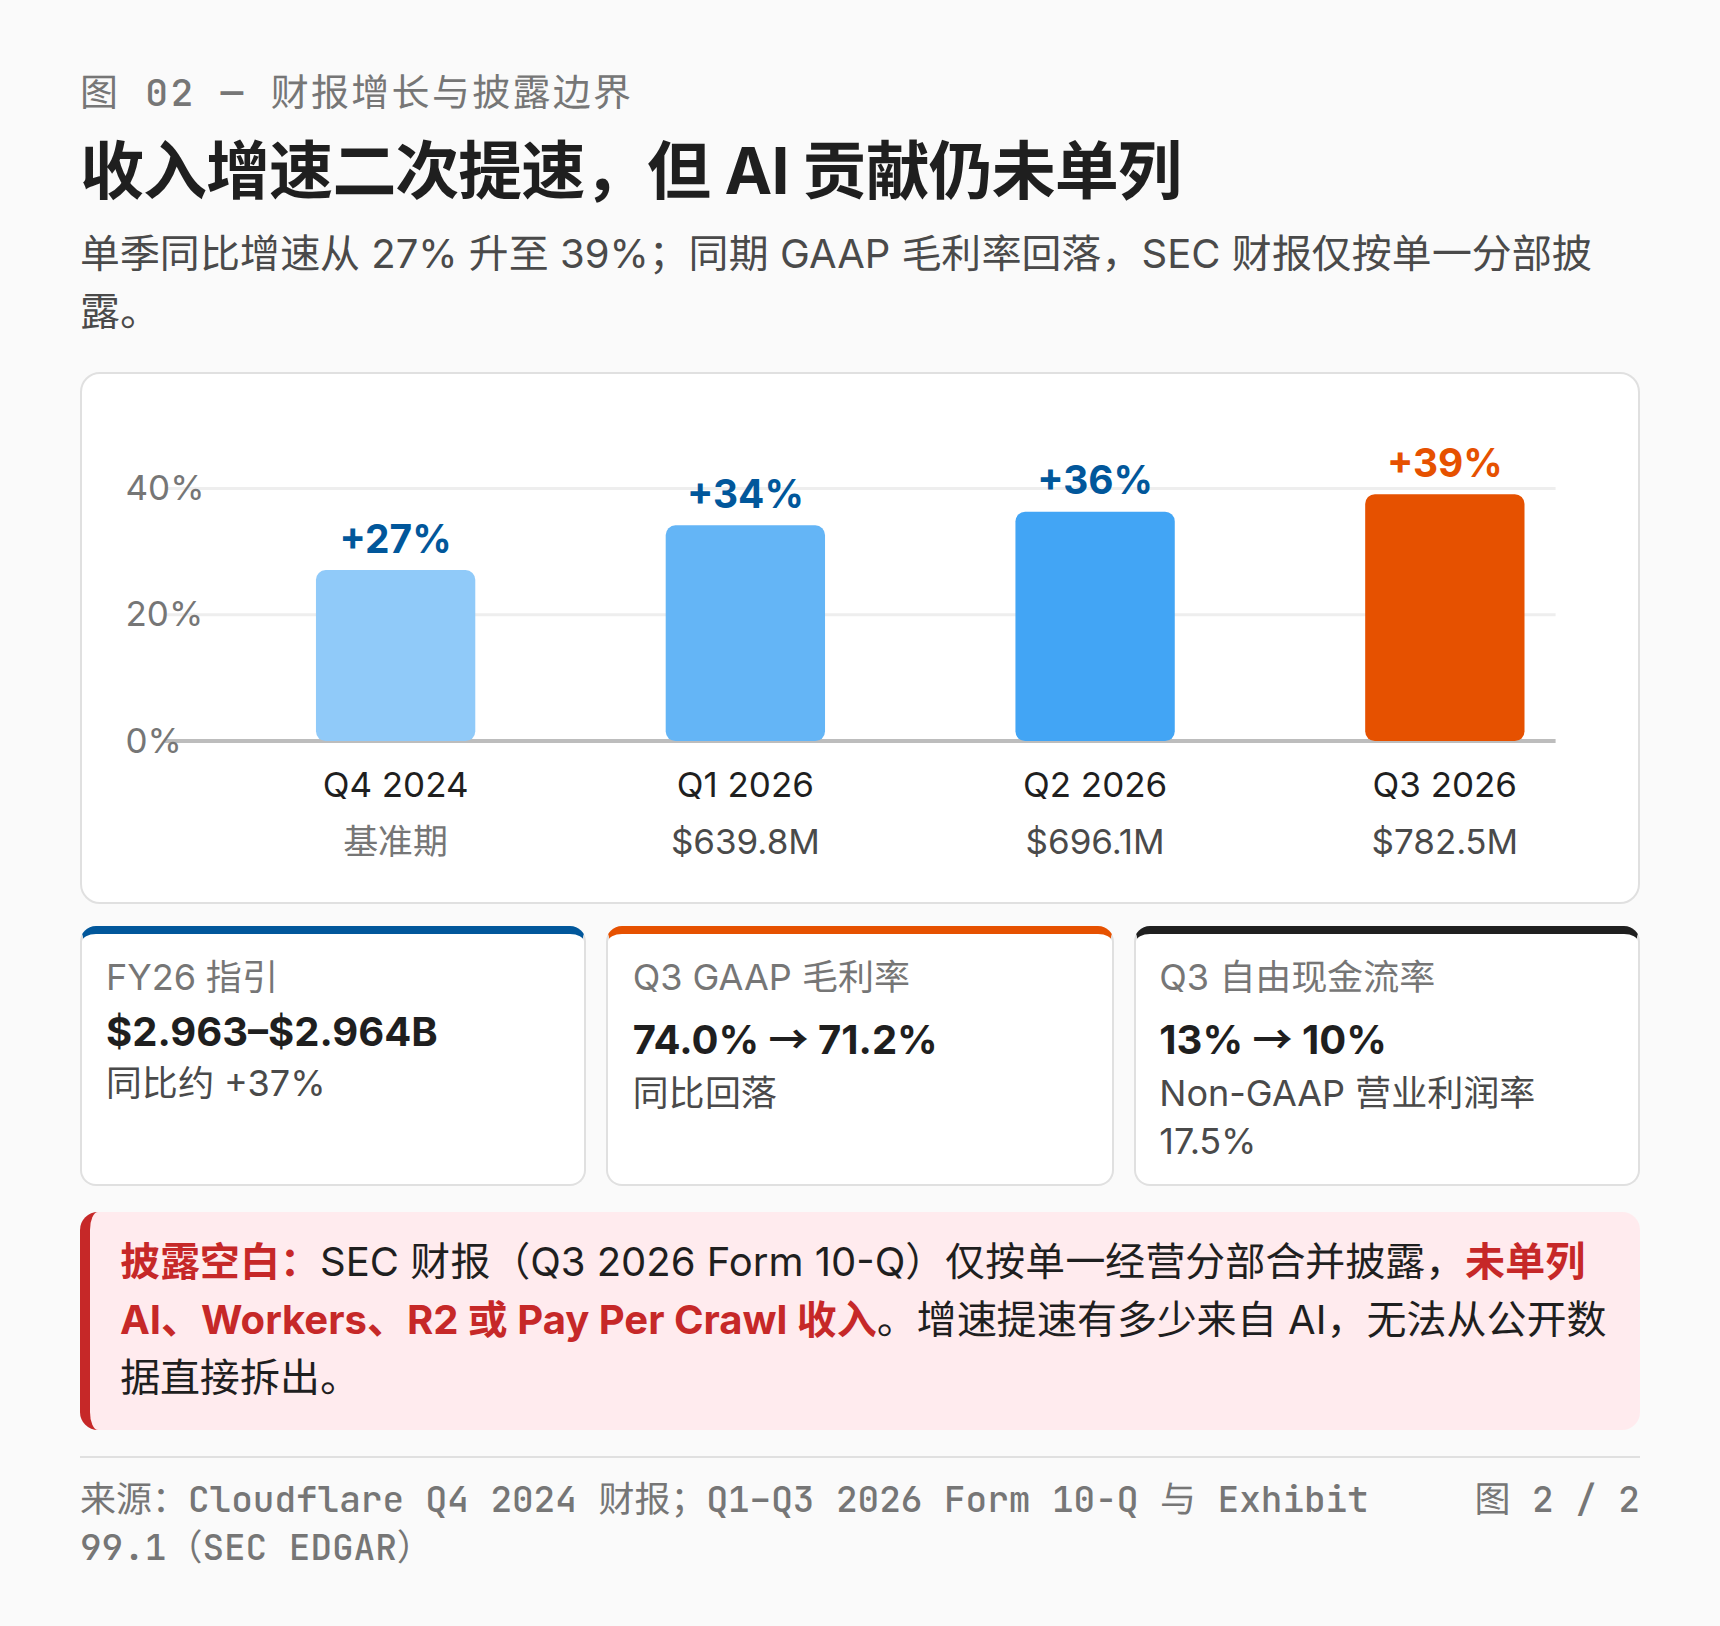 图 02 — 财报增长与披露边界
收入增速二次提速，但 AI 贡献仍未单列
单季同比增速从 27% 升至 39%；同期 GAAP 毛利率回落，SEC 财报仅按单一分部披
露。
40%
20%
0%
+27%
+34%
+36%
+39%
Q4 2024
Q1 2026
Q2 2026
Q3 2026
基准期
$639.8M
$696.1M
$782.5M
FY26 指引
$2.963–$2.964B
同比约 +37%
Q3 GAAP 毛利率
74.0% → 71.2%
同比回落
Q3 自由现金流率
13% → 10%
Non-GAAP 营业利润率
17.5%
披露空白：SEC 财报（Q3 2026 Form 10-Q）仅按单一经营分部合并披露，未单列
AI、Workers、R2 或 Pay Per Crawl 收入。增速提速有多少来自 AI，无法从公开数
据直接拆出。
来源：Cloudflare Q4 2024 财报；Q1–Q3 2026 Form 10-Q 与 Exhibit
99.1（SEC EDGAR）
图 2 / 2